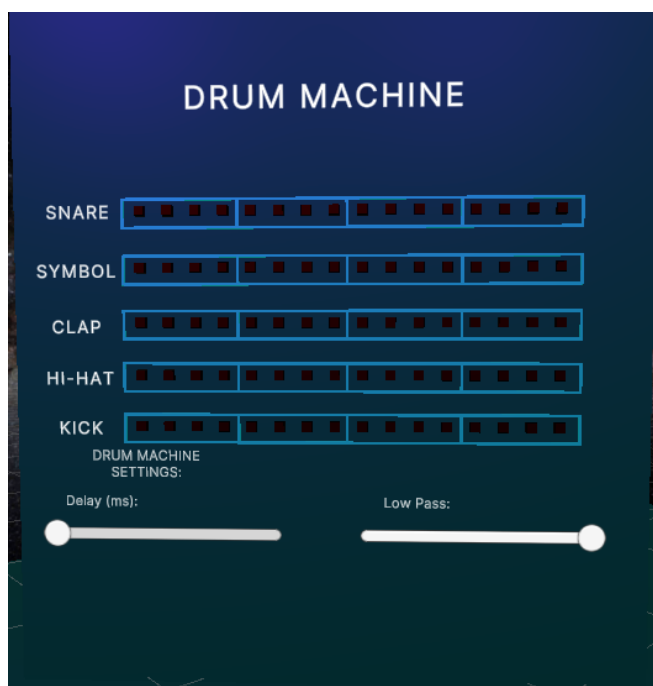 DRUM MACHINE
SNARE
SYMBOL
CLAP
HI-HAT
KICK
DRUM MACHINE
SETTINGS:
Delay (ms):
Low Pass: